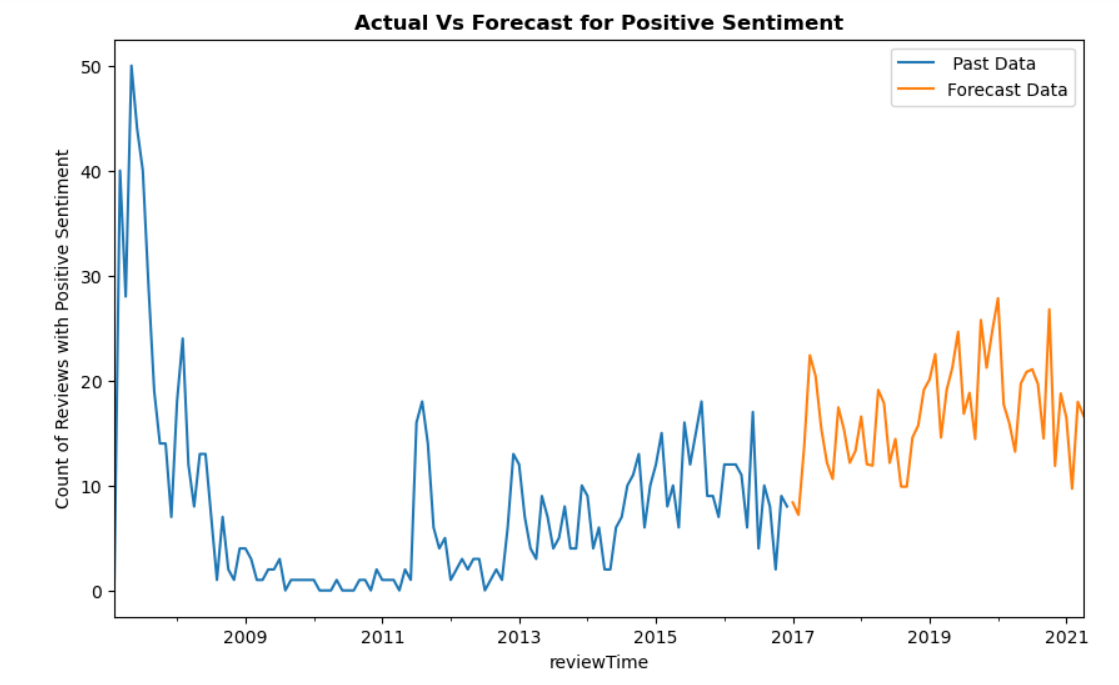 Actual Vs Forecast for Positive Sentiment
Past Data
Forecast Data
Count of Reviews with Positive Sentiment
50
40
30
20
10
0
2009 2011 2013 2015 2017 2019 2021
reviewTime